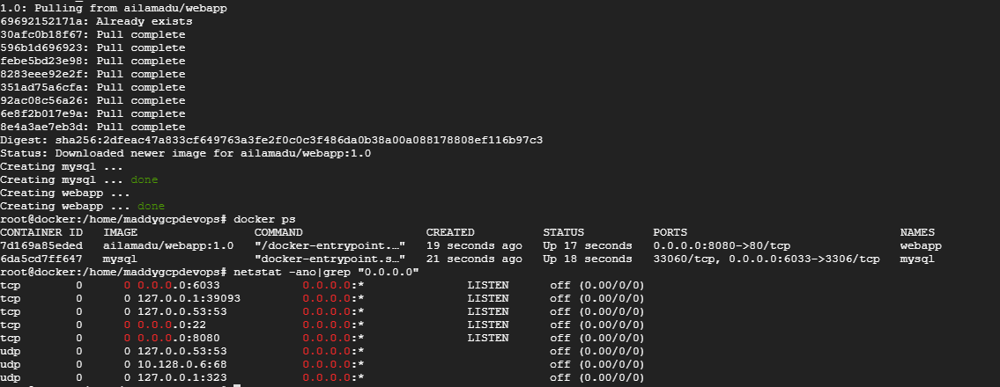 1.0: Pulling from ailamadu/webapp
69692152171a: Already exists
30afc0b18f67: Pull complete
596b1d696923: Pull complete
febe5bd23e98: Pull complete
8283eee92e2f: Pull complete
351ad75a6cfa: Pull complete
92ac08c56a26: Pull complete
6e8f2b017e9a: Pull complete
8e4a3ae7eb3d: Pull complete
Digest: sha256:2dfeac47a833cf649763a3fe2f0c0c3f486da0b38a00a088178808ef116b97c3
Status: Downloaded newer image for ailamadu/webapp:1.0
Creating mysql ...
Creating mysql ... done
Creating webapp ...
Creating webapp ... done
root@docker:/home/maddygcpdevops# docker ps
CONTAINER ID   IMAGE                 COMMAND                  CREATED          STATUS          PORTS                               NAMES
7d169a85eded   ailamadu/webapp:1.0   "/docker-entrypoint.…"   19 seconds ago   Up 17 seconds   0.0.0.0:8080->80/tcp                webapp
6da5cd7ff647   mysql                 "docker-entrypoint.s…"   21 seconds ago   Up 18 seconds   33060/tcp, 0.0.0.0:6033->3306/tcp   mysql
root@docker:/home/maddygcpdevops# netstat -ano|grep "0.0.0.0"
tcp        0      0 0.0.0.0:6033            0.0.0.0:*               LISTEN      off (0.00/0/0)
tcp        0      0 127.0.0.1:39093         0.0.0.0:*               LISTEN      off (0.00/0/0)
tcp        0      0 127.0.0.53:53           0.0.0.0:*               LISTEN      off (0.00/0/0)
tcp        0      0 0.0.0.0:22              0.0.0.0:*               LISTEN      off (0.00/0/0)
tcp        0      0 0.0.0.0:8080            0.0.0.0:*               LISTEN      off (0.00/0/0)
udp        0      0 127.0.0.53:53           0.0.0.0:*                           off (0.00/0/0)
udp        0      0 10.128.0.6:68           0.0.0.0:*                           off (0.00/0/0)
udp        0      0 127.0.0.1:323           0.0.0.0:*                           off (0.00/0/0)